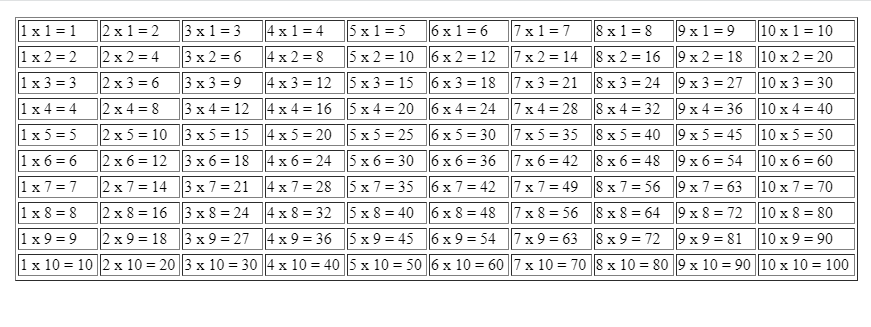 1 x 1 = 1 2 x 1 = 2 3 x 1 = 3 4 x 1 = 4 5 x 1 = 5 6 x 1 = 6 7 x 1 = 7 8 x 1 = 8 9 x 1 = 9 10 x 1 = 10
1 x 2 = 2 2 x 2 = 4 3 x 2 = 6 4 x 2 = 8 5 x 2 = 10 6 x 2 = 12 7 x 2 = 14 8 x 2 = 16 9 x 2 = 18 10 x 2 = 20
1 x 3 = 3 2 x 3 = 6 3 x 3 = 9 4 x 3 = 12 5 x 3 = 15 6 x 3 = 18 7 x 3 = 21 8 x 3 = 24 9 x 3 = 27 10 x 3 = 30
1 x 4 = 4 2 x 4 = 8 3 x 4 = 12 4 x 4 = 16 5 x 4 = 20 6 x 4 = 24 7 x 4 = 28 8 x 4 = 32 9 x 4 = 36 10 x 4 = 40
1 x 5 = 5 2 x 5 = 10 3 x 5 = 15 4 x 5 = 20 5 x 5 = 25 6 x 5 = 30 7 x 5 = 35 8 x 5 = 40 9 x 5 = 45 10 x 5 = 50
1 x 6 = 6 2 x 6 = 12 3 x 6 = 18 4 x 6 = 24 5 x 6 = 30 6 x 6 = 36 7 x 6 = 42 8 x 6 = 48 9 x 6 = 54 10 x 6 = 60
1 x 7 = 7 2 x 7 = 14 3 x 7 = 21 4 x 7 = 28 5 x 7 = 35 6 x 7 = 42 7 x 7 = 49 8 x 7 = 56 9 x 7 = 63 10 x 7 = 70
1 x 8 = 8 2 x 8 = 16 3 x 8 = 24 4 x 8 = 32 5 x 8 = 40 6 x 8 = 48 7 x 8 = 56 8 x 8 = 64 9 x 8 = 72 10 x 8 = 80
1 x 9 = 9 2 x 9 = 18 3 x 9 = 27 4 x 9 = 36 5 x 9 = 45 6 x 9 = 54 7 x 9 = 63 8 x 9 = 72 9 x 9 = 81 10 x 9 = 90
1 x 10 = 10 2 x 10 = 20 3 x 10 = 30 4 x 10 = 40 5 x 10 = 50 6 x 10 = 60 7 x 10 = 70 8 x 10 = 80 9 x 10 = 90 10 x 10 = 100